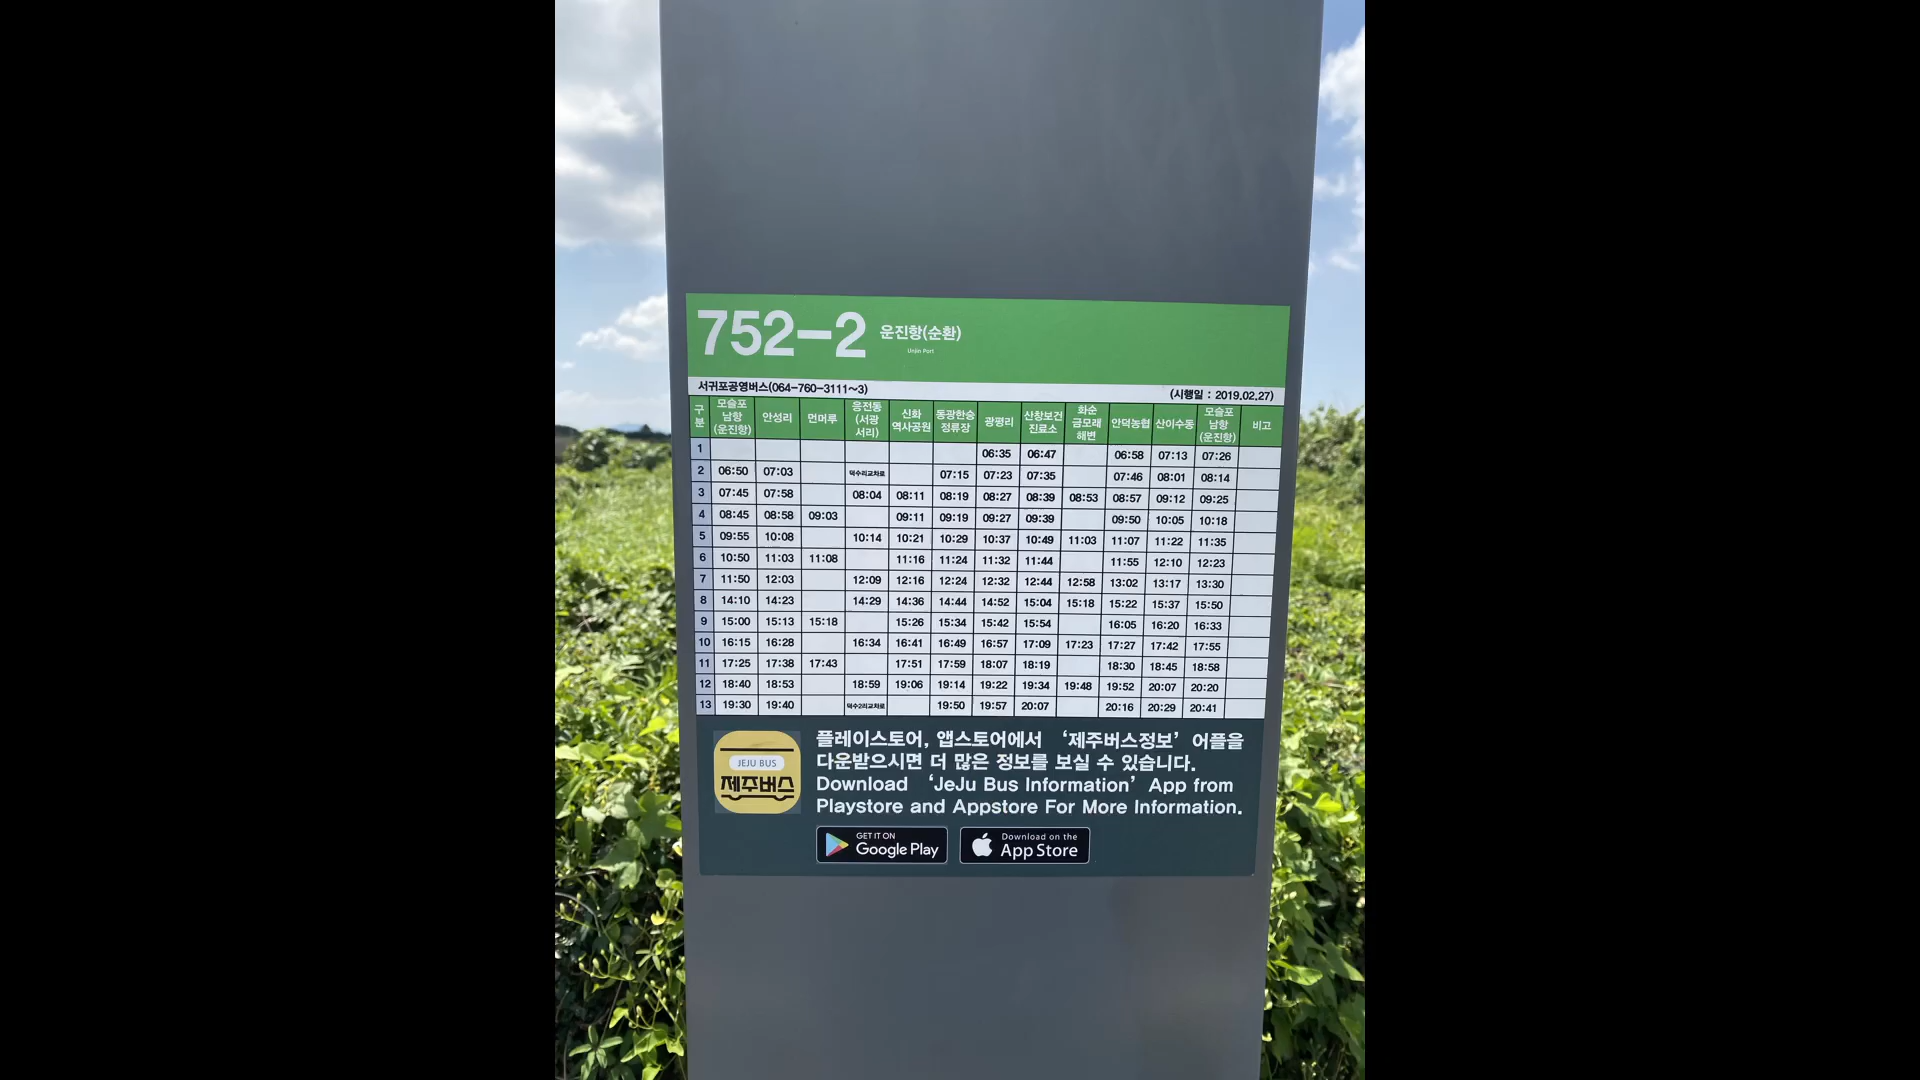 752-2 운진항(순환)
Unjin Port
서귀포공영버스(064-760-3111~3) (시행일 : 2019.02.27)
구분 모슬포남항(운진항) 안성리 먼머루 응전동(서광서리) 신화역사공원 동광한승정류장 광평리 산창보건진료소 화순금모래해변 안덕농협 산이수동 모슬포남항(운진항) 비고
1 06:35 06:47 06:58 07:13 07:26
2 06:50 07:03 덕수리교차로 07:15 07:23 07:35 07:46 08:01 08:14
3 07:45 07:58 08:04 08:11 08:19 08:27 08:39 08:53 08:57 09:12 09:25
4 08:45 08:58 09:03 09:11 09:19 09:27 09:39 09:50 10:05 10:18
5 09:55 10:08 10:14 10:21 10:29 10:37 10:49 11:03 11:07 11:22 11:35
6 10:50 11:03 11:08 11:16 11:24 11:32 11:44 11:55 12:10 12:23
7 11:50 12:03 12:09 12:16 12:24 12:32 12:44 12:58 13:02 13:17 13:30
8 14:10 14:23 14:29 14:36 14:44 14:52 15:04 15:18 15:22 15:37 15:50
9 15:00 15:13 15:18 15:26 15:34 15:42 15:54 16:05 16:20 16:33
10 16:15 16:28 16:34 16:41 16:49 16:57 17:09 17:23 17:27 17:42 17:55
11 17:25 17:38 17:43 17:51 17:59 18:07 18:19 18:30 18:45 18:58
12 18:40 18:53 18:59 19:06 19:14 19:22 19:34 19:48 19:52 20:07 20:20
13 19:30 19:40 덕수2리교차로 19:50 19:57 20:07 20:16 20:29 20:41
플레이스토어, 앱스토어에서 ‘제주버스정보’ 어플을
다운받으시면 더 많은 정보를 보실 수 있습니다.
Download ‘JeJu Bus Information’ App from
Playstore and Appstore For More Information.
JEJU BUS
제주버스
GET IT ON
Google Play
Download on the
App Store